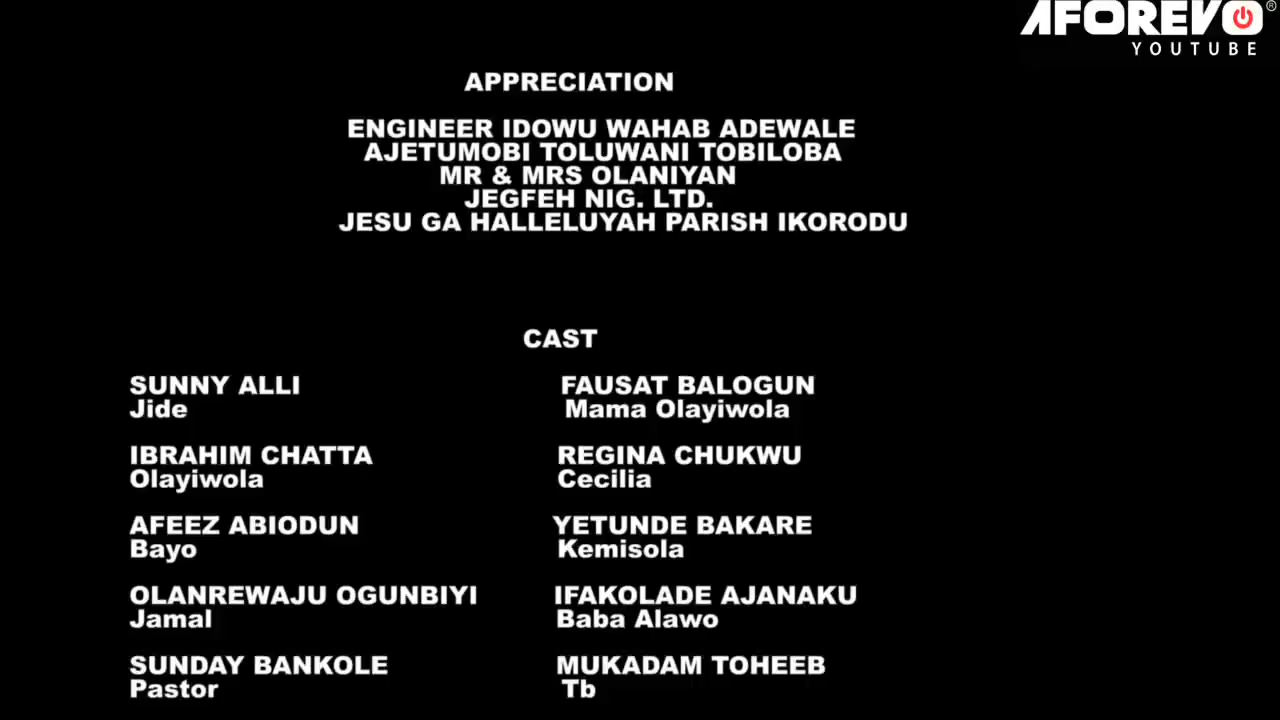 AFOREVO®
YOUTUBE
APPRECIATION
ENGINEER IDOWU WAHAB ADEWALE
AJETUMOBI TOLUWANI TOBILOBA
MR & MRS OLANIYAN
JEGFEH NIG. LTD.
JESU GA HALLELUYAH PARISH IKORODU
CAST
SUNNY ALLI
Jide
FAUSAT BALOGUN
Mama Olayiwola
IBRAHIM CHATTA
Olayiwola
REGINA CHUKWU
Cecilia
AFEEZ ABIODUN
Bayo
YETUNDE BAKARE
Kemisola
OLANREWAJU OGUNBIYI
Jamal
IFAKOLADE AJANAKU
Baba Alawo
SUNDAY BANKOLE
Pastor
MUKADAM TOHEEB
Tb